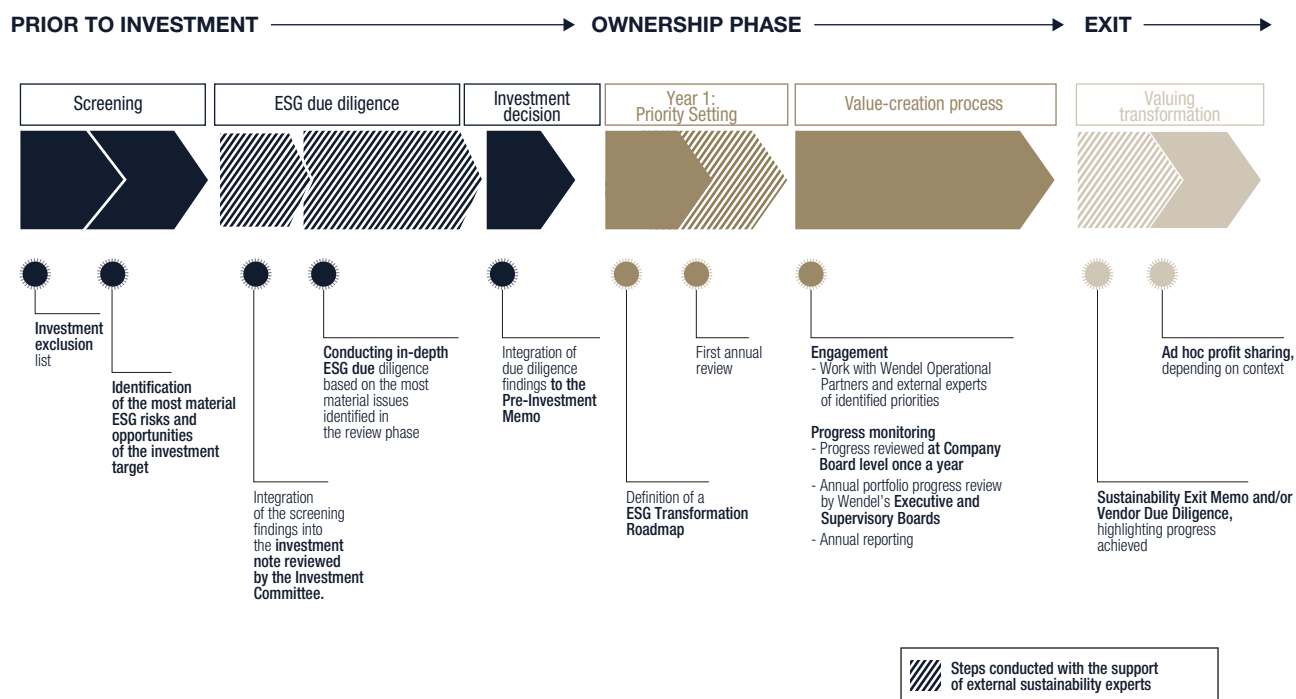 PRIOR TO INVESTMENT
OWNERSHIP PHASE
EXIT
Screening
ESG due diligence
Investment
decision
Year 1:
Priority Setting
Value-creation process
Valuing
transformation
Investment
exclusion
list
Identification
of the most material
ESG risks and
opportunities
of the investment
target
Integration
of the screening
findings into
the investment
note reviewed
by the Investment
Committee.
Conducting in-depth
ESG due diligence
based on the most
material issues
identified in
the review phase
Integration of
due diligence
findings to the
Pre-Investment
Memo
Definition of a
ESG Transformation
Roadmap
First annual
review
Engagement
- Work with Wendel Operational
Partners and external experts
of identified priorities
Progress monitoring
- Progress reviewed at Company
Board level once a year
- Annual portfolio progress review
by Wendel's Executive and
Supervisory Boards
- Annual reporting
Sustainability Exit Memo and/or
Vendor Due Diligence,
highlighting progress
achieved
Ad hoc profit sharing,
depending on context
Steps conducted with the support
of external sustainability experts